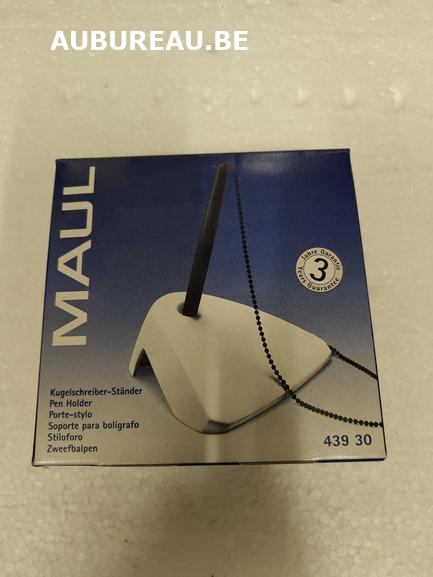 AUBUREAU.BE
MAUL
3
Jahre Garantie
Years Guarantee
Kugelschreiber-Ständer
Pen Holder
Porte-stylo
Soporte para bolígrafo
Stiloforo
Zweefbalpen
439 30